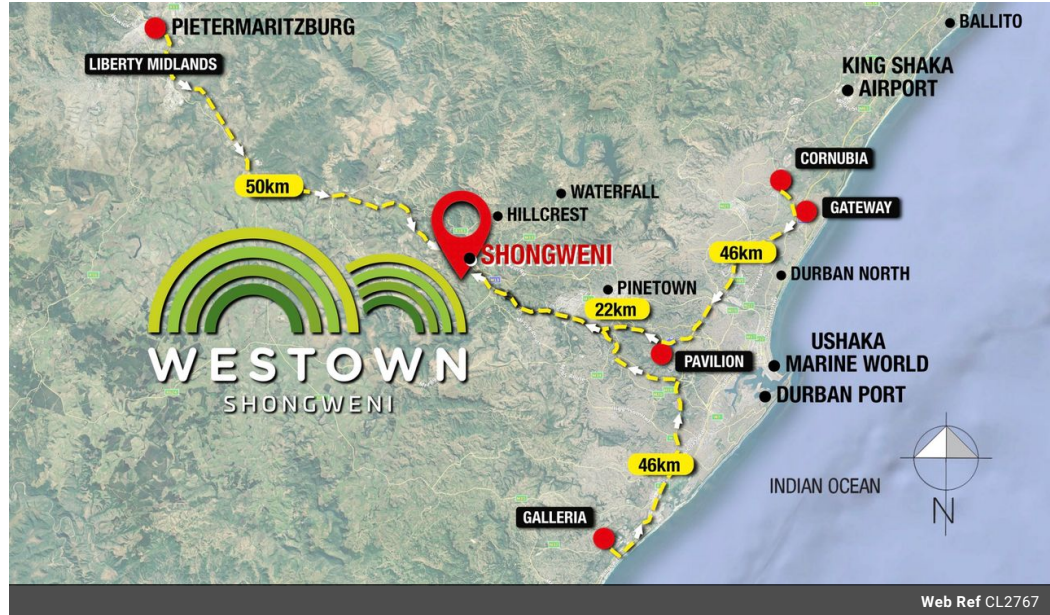 BALLITO
PIETERMARITZBURG
LIBERTY MIDLANDS
KING SHAKA
AIRPORT
CORNUBIA
50km
WATERFALL
GATEWAY
HILLCREST
SHONGWENI
46km
DURBAN NORTH
PINETOWN
22km
USHAKA
MARINE WORLD
PAVILION
WESTOWN
SHONGWENI
DURBAN PORT
46km
INDIAN OCEAN
GALLERIA
N
Web Ref CL2767